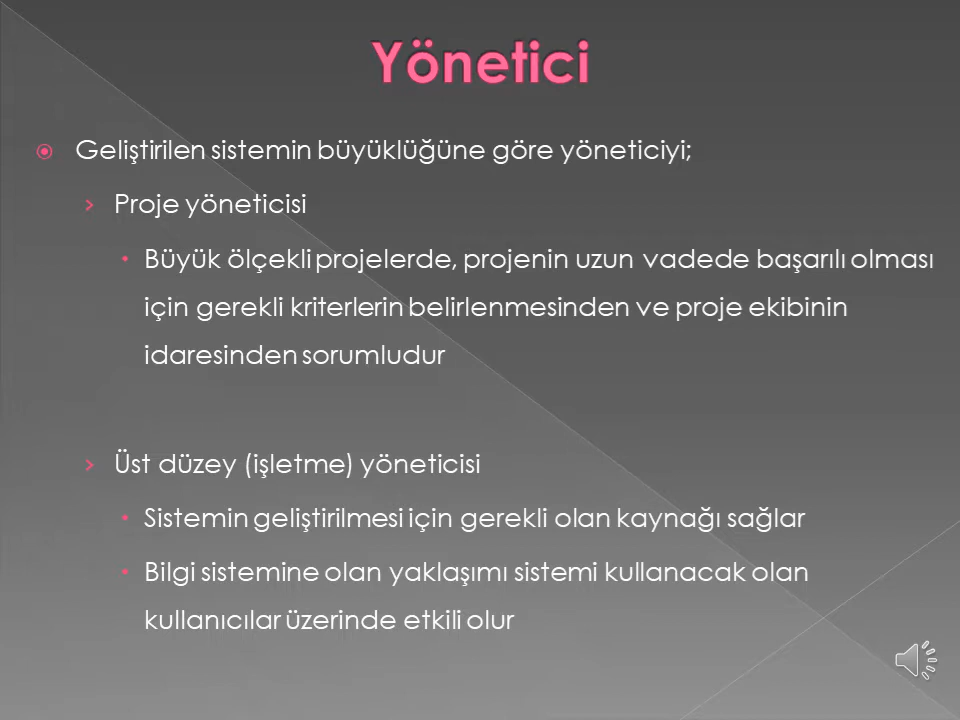 Yönetici
Geliştirilen sistemin büyüklüğüne göre yöneticiyi;
Proje yöneticisi
Büyük ölçekli projelerde, projenin uzun vadede başarılı olması
için gerekli kriterlerin belirlenmesinden ve proje ekibinin
idaresinden sorumludur
Üst düzey (işletme) yöneticisi
Sistemin geliştirilmesi için gerekli olan kaynağı sağlar
Bilgi sistemine olan yaklaşımı sistemi kullanacak olan
kullanıcılar üzerinde etkili olur